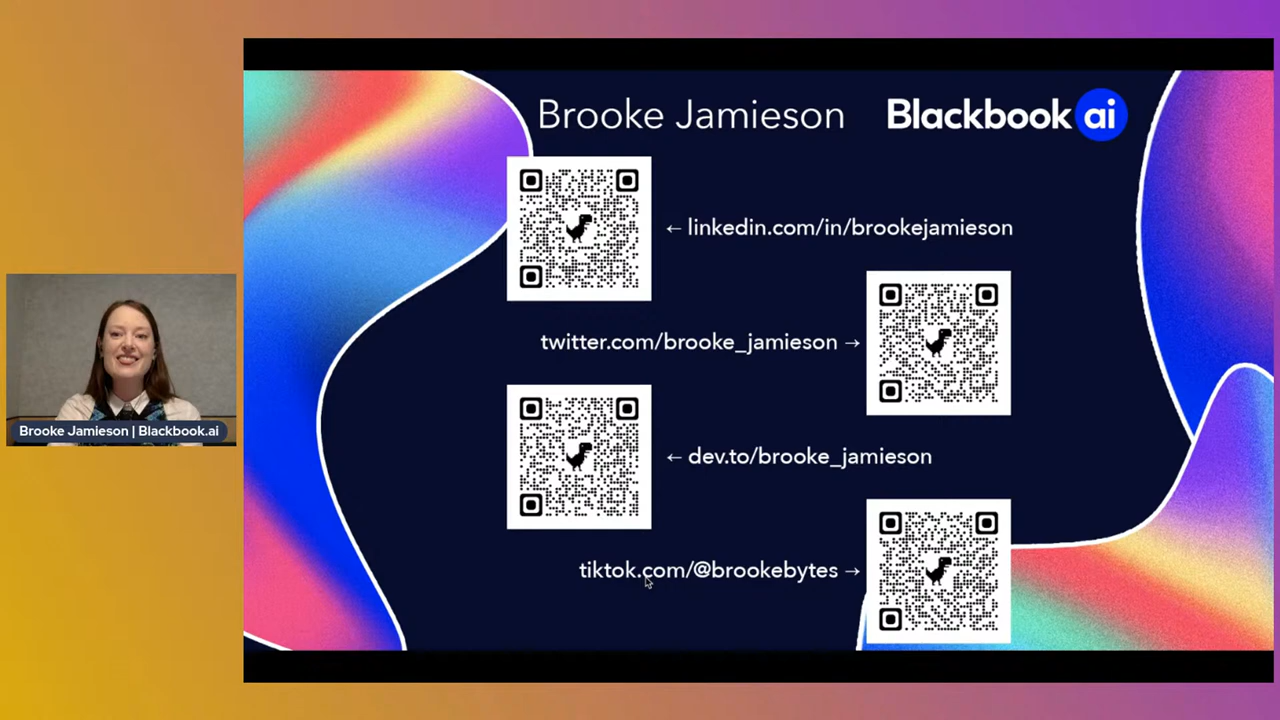 Brooke Jamieson
Blackbook ai
← linkedin.com/in/brookejamieson
twitter.com/brooke_jamieson →
← dev.to/brooke_jamieson
tiktok.com/@brookebytes →
Brooke Jamieson | Blackbook.ai